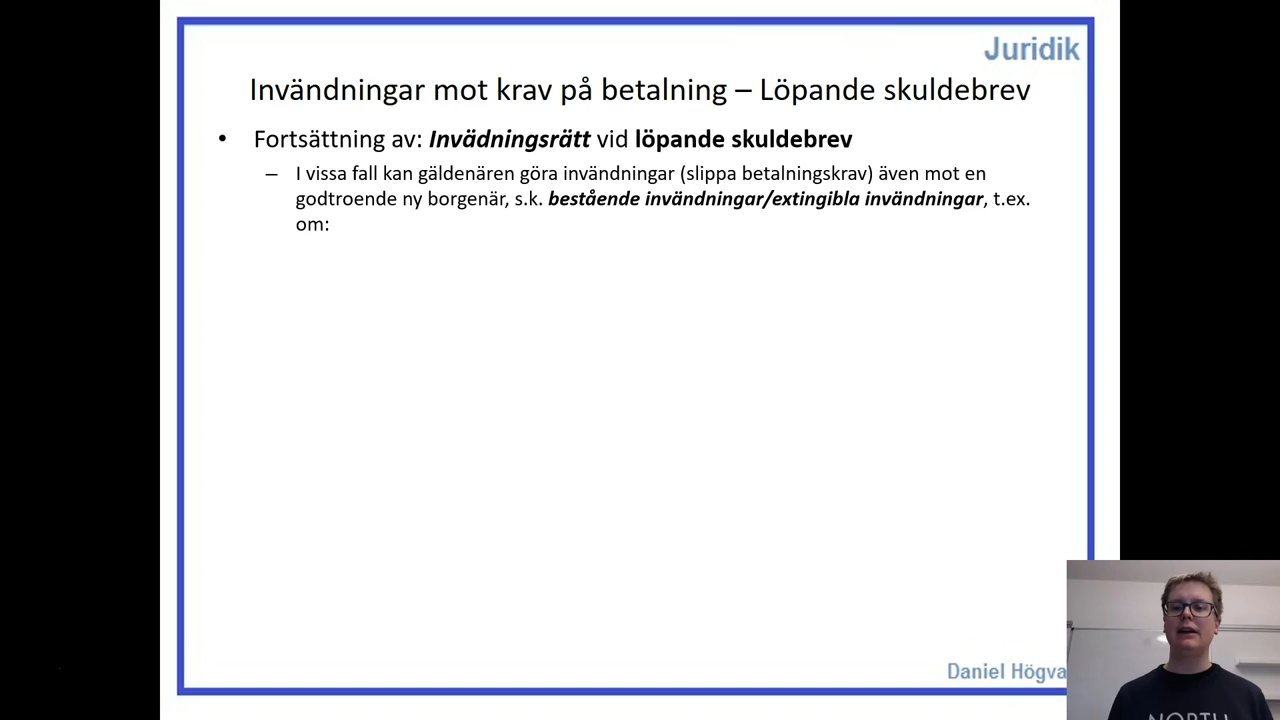 Juridik
Invändningar mot krav på betalning – Löpande skuldebrev
• Fortsättning av: Invädningsrätt vid löpande skuldebrev
– I vissa fall kan gäldenären göra invändningar (slippa betalningskrav) även mot en
godtroende ny borgenär, s.k. bestående invändningar/extingibla invändningar, t.ex.
om:
Daniel Högva
NORTH